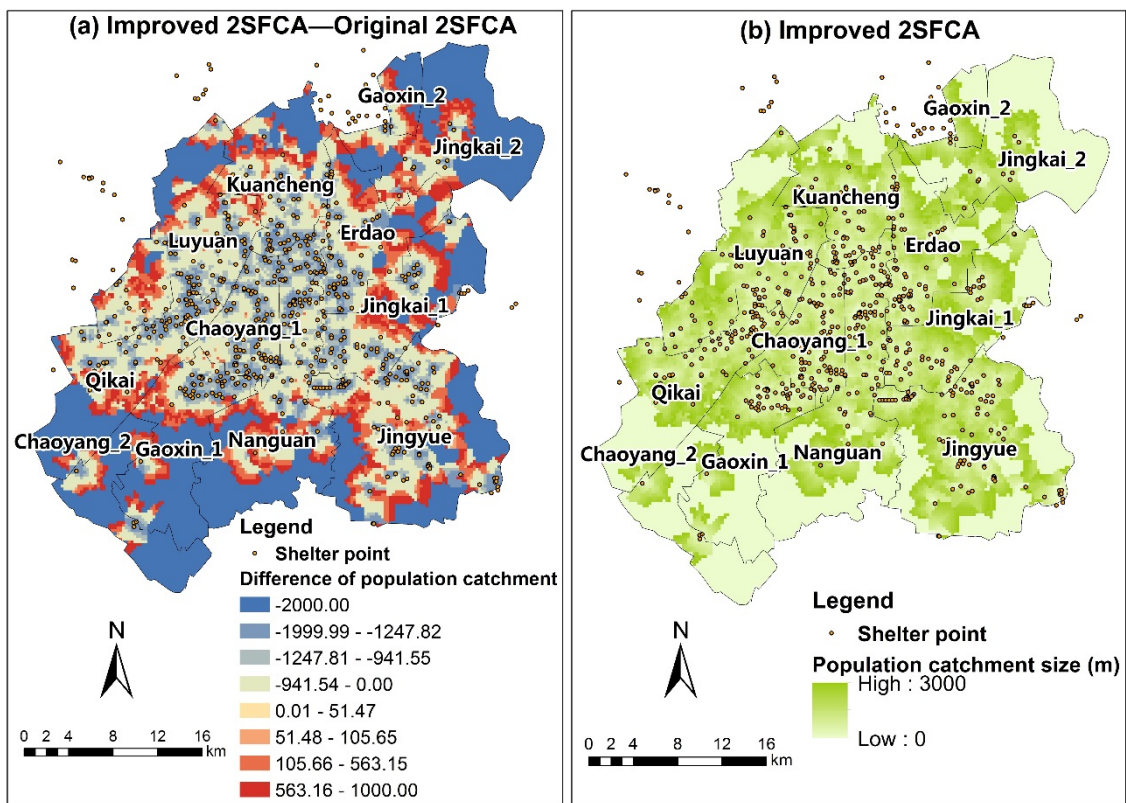 (a) Improved 2SFCA—Original 2SFCA
Gaoxin_2
Jingkai_2
Kuancheng
Luyuan
Erdao
Jingkai_1
Chaoyang_1
Qikai
Chaoyang_2
Gaoxin_1
Nanguan
Jingyue
Legend
Shelter point
Difference of population catchment
-2000.00
-1999.99 - -1247.82
-1247.81 - -941.55
-941.54 - 0.00
0.01 - 51.47
51.48 - 105.65
105.66 - 563.15
563.16 - 1000.00
N
0 2 4 8 12 16
km
(b) Improved 2SFCA
Gaoxin_2
Jingkai_2
Kuancheng
Luyuan
Erdao
Jingkai_1
Chaoyang_1
Qikai
Chaoyang_2
Gaoxin_1
Nanguan
Jingyue
Legend
Shelter point
Population catchment size (m)
High : 3000
Low : 0
N
0 2 4 8 12 16
km